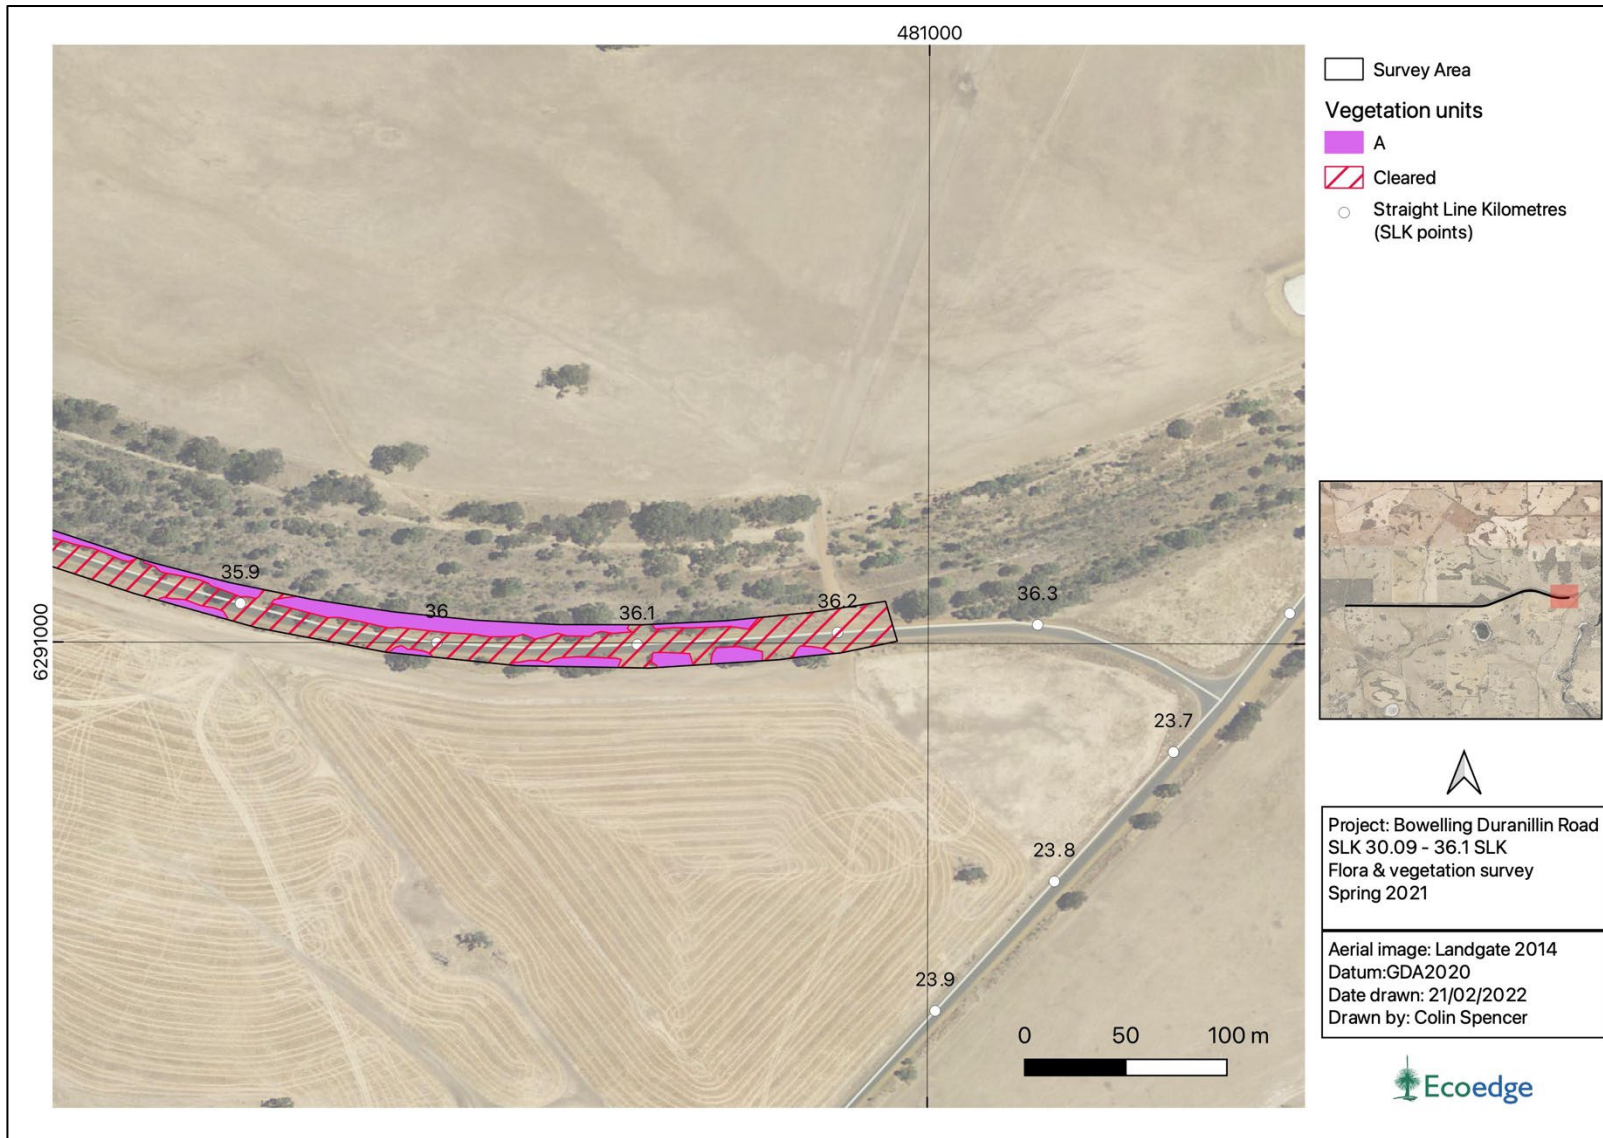 481000
6291000
35.9
36
36.1
36.2
36.3
23.7
23.8
23.9
0 50 100 m
Survey Area
Vegetation units
A
Cleared
Straight Line Kilometres
(SLK points)
Project: Bowelling Duranillin Road
SLK 30.09 - 36.1 SLK
Flora & vegetation survey
Spring 2021
Aerial image: Landgate 2014
Datum:GDA2020
Date drawn: 21/02/2022
Drawn by: Colin Spencer
Ecoedge